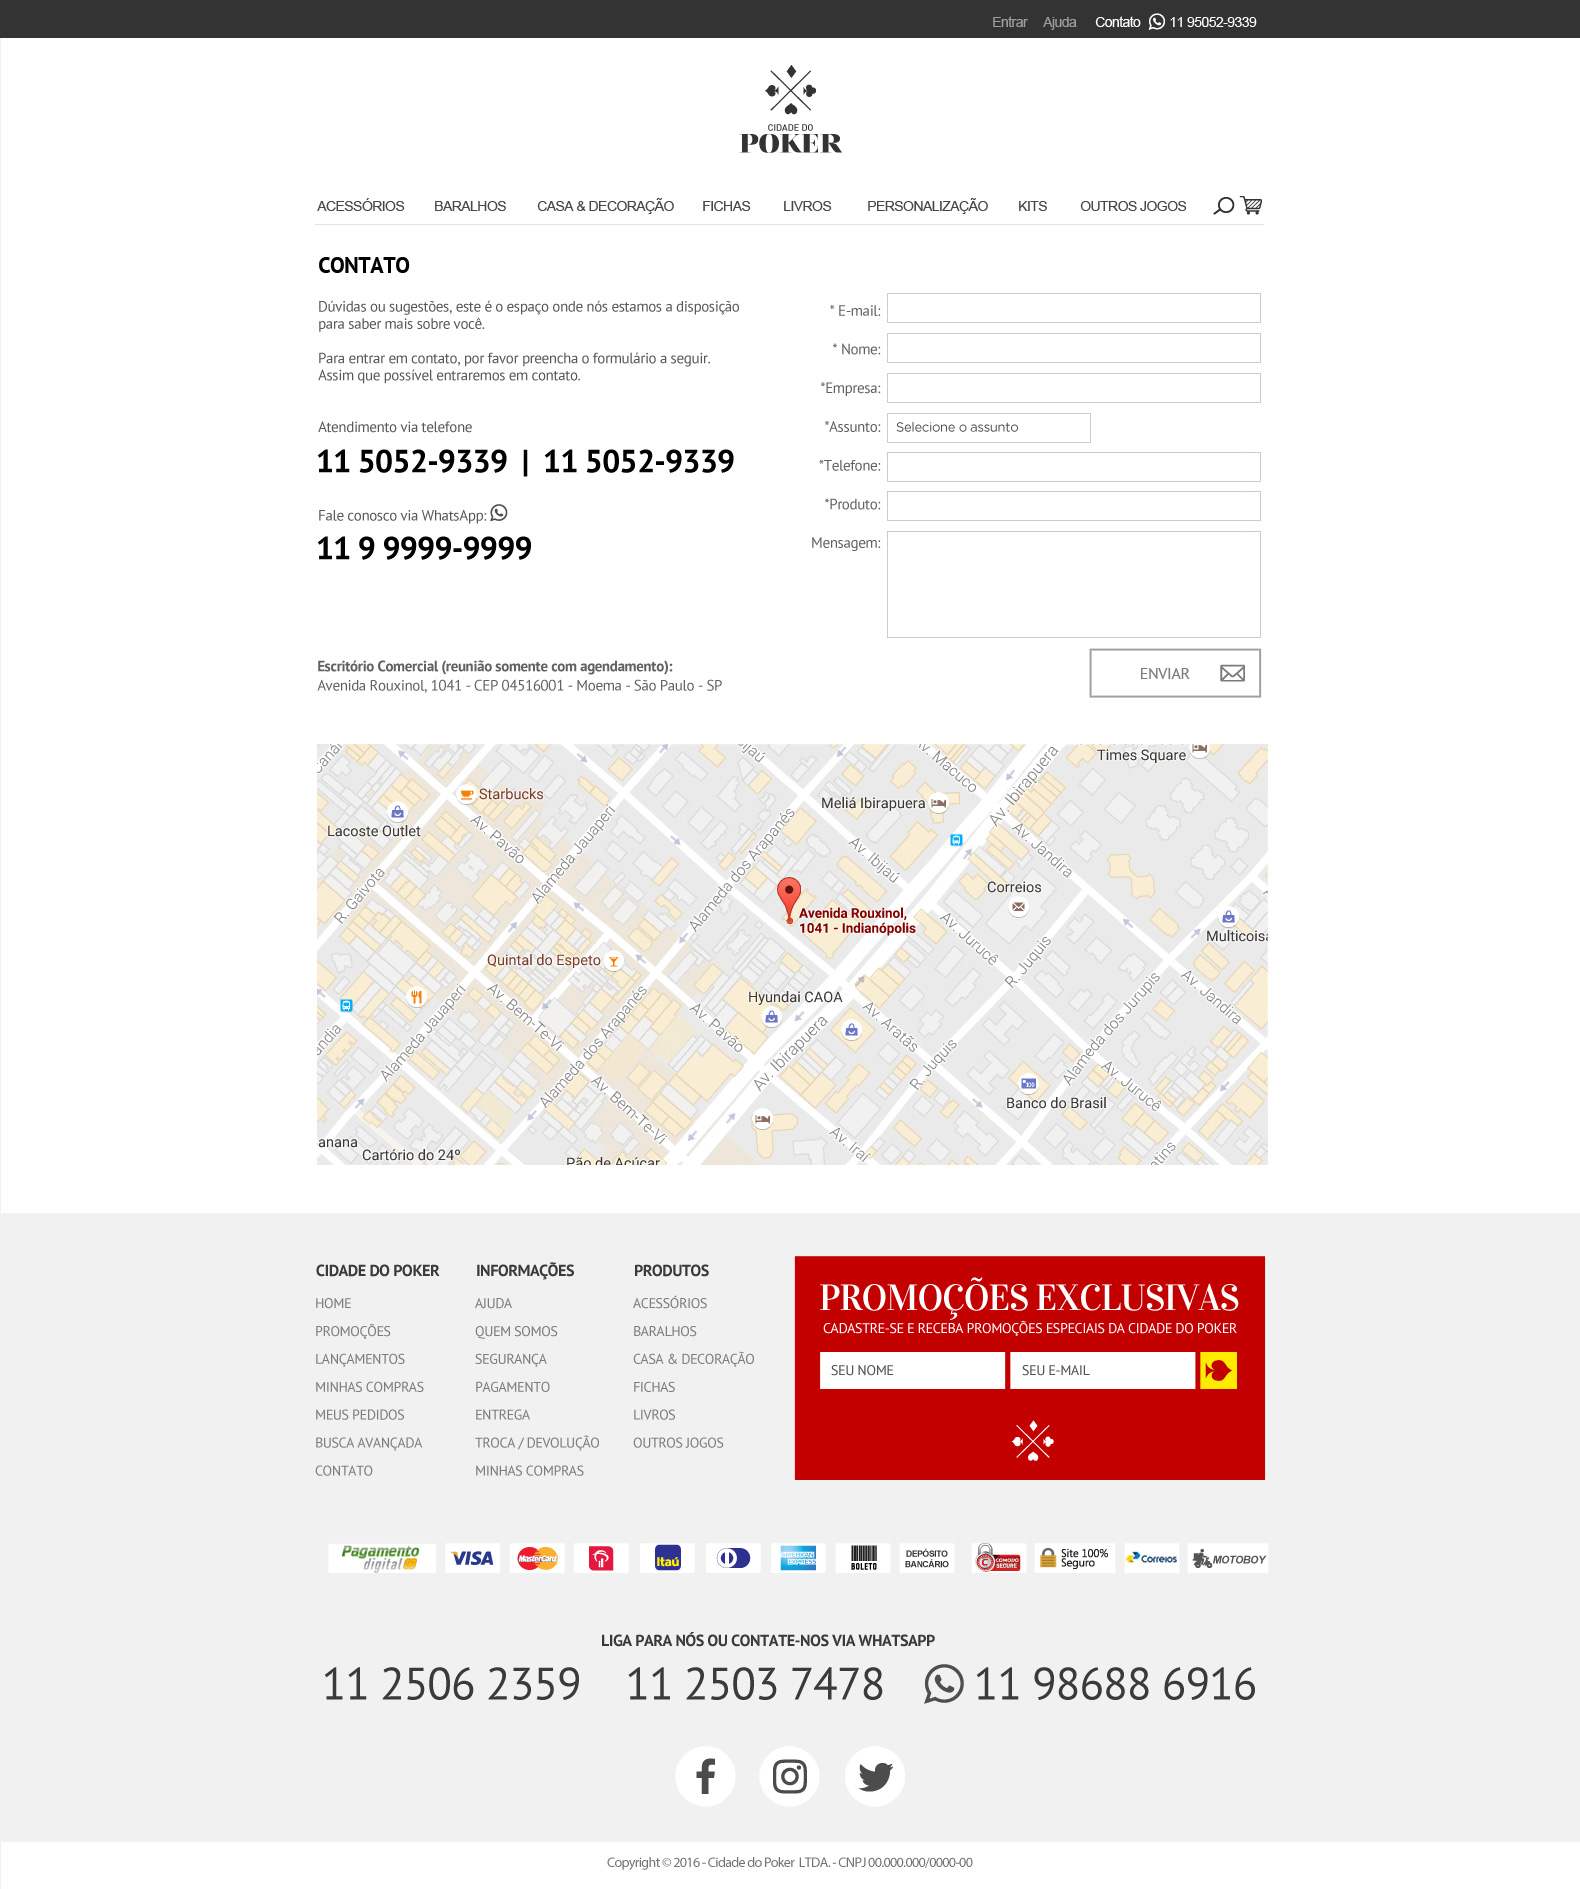 Entrar Ajuda Contato 11 95052-9339
CIDADE DO
POKER
ACESSÓRIOS BARALHOS CASA & DECORAÇÃO FICHAS LIVROS PERSONALIZAÇÃO KITS OUTROS JOGOS
CONTATO
Dúvidas ou sugestões, este é o espaço onde nós estamos a disposição
para saber mais sobre você.
Para entrar em contato, por favor preencha o formulário a seguir.
Assim que possível entraremos em contato.
Atendimento via telefone
11 5052-9339 | 11 5052-9339
Fale conosco via WhatsApp:
11 9 9999-9999
* E-mail:
* Nome:
*Empresa:
*Assunto: Selecione o assunto
*Telefone:
*Produto:
Mensagem:
ENVIAR
Escritório Comercial (reunião somente com agendamento):
Avenida Rouxinol, 1041 - CEP 04516001 - Moema - São Paulo - SP
Times Square
Av. Macuco
Av. Ibirapuera
Starbucks
Meliá Ibirapuera
Lacoste Outlet
Av. Pavão
Alameda Jauaperi
Alameda dos Arapanés
Av. Ibijaú
Av. Jandira
R. Gaivota
Correios
Avenida Rouxinol,
1041 - Indianópolis
Multicoisa
Av. Jurucê
R. Juquis
Quintal do Espeto
Hyundai CAOA
Av. Jandira
Alameda Jauaperi
Av. Bem-Te-Vi
Alameda dos Arapanés
Av. Pavão
Av. Ibirapuera
Av. Aratãs
R. Juquis
Alameda dos Jurupis
Av. Jurucê
Banco do Brasil
Av. Bem-Te-Vi
Av. Iraí
anana
Cartório do 24º
Pão de Açúcar
CIDADE DO POKER
HOME
PROMOÇÕES
LANÇAMENTOS
MINHAS COMPRAS
MEUS PEDIDOS
BUSCA AVANÇADA
CONTATO
INFORMAÇÕES
AJUDA
QUEM SOMOS
SEGURANÇA
PAGAMENTO
ENTREGA
TROCA / DEVOLUÇÃO
MINHAS COMPRAS
PRODUTOS
ACESSÓRIOS
BARALHOS
CASA & DECORAÇÃO
FICHAS
LIVROS
OUTROS JOGOS
PROMOÇÕES EXCLUSIVAS
CADASTRE-SE E RECEBA PROMOÇÕES ESPECIAIS DA CIDADE DO POKER
SEU NOME SEU E-MAIL
Pagamento
digital
VISA
MasterCard
Itaú
AMERICAN
EXPRESS
BOLETO
DEPÓSITO
BANCÁRIO
COMODO
SECURE
Site 100%
Seguro
Correios
MOTOBOY
LIGA PARA NÓS OU CONTATE-NOS VIA WHATSAPP
11 2506 2359 11 2503 7478 11 98688 6916
Copyright © 2016 - Cidade do Poker LTDA. - CNPJ 00.000.000/0000-00